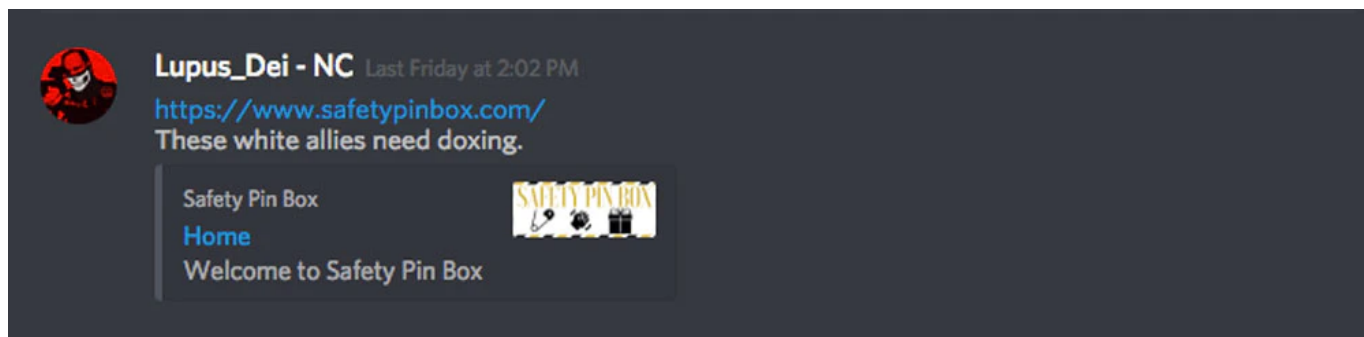 Lupus_Dei - NC Last Friday at 2:02 PM
https://www.safetypinbox.com/
These white allies need doxing.
Safety Pin Box
SAFETY PIN BOX
Home
Welcome to Safety Pin Box